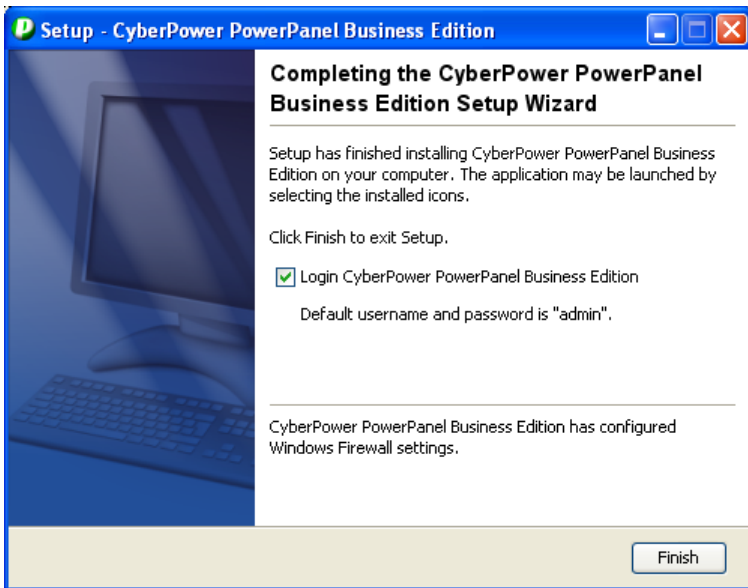 Setup - CyberPower PowerPanel Business Edition
Completing the CyberPower PowerPanel
Business Edition Setup Wizard
Setup has finished installing CyberPower PowerPanel Business
Edition on your computer. The application may be launched by
selecting the installed icons.
Click Finish to exit Setup.
Login CyberPower PowerPanel Business Edition
Default username and password is "admin".
CyberPower PowerPanel Business Edition has configured
Windows Firewall settings.
Finish